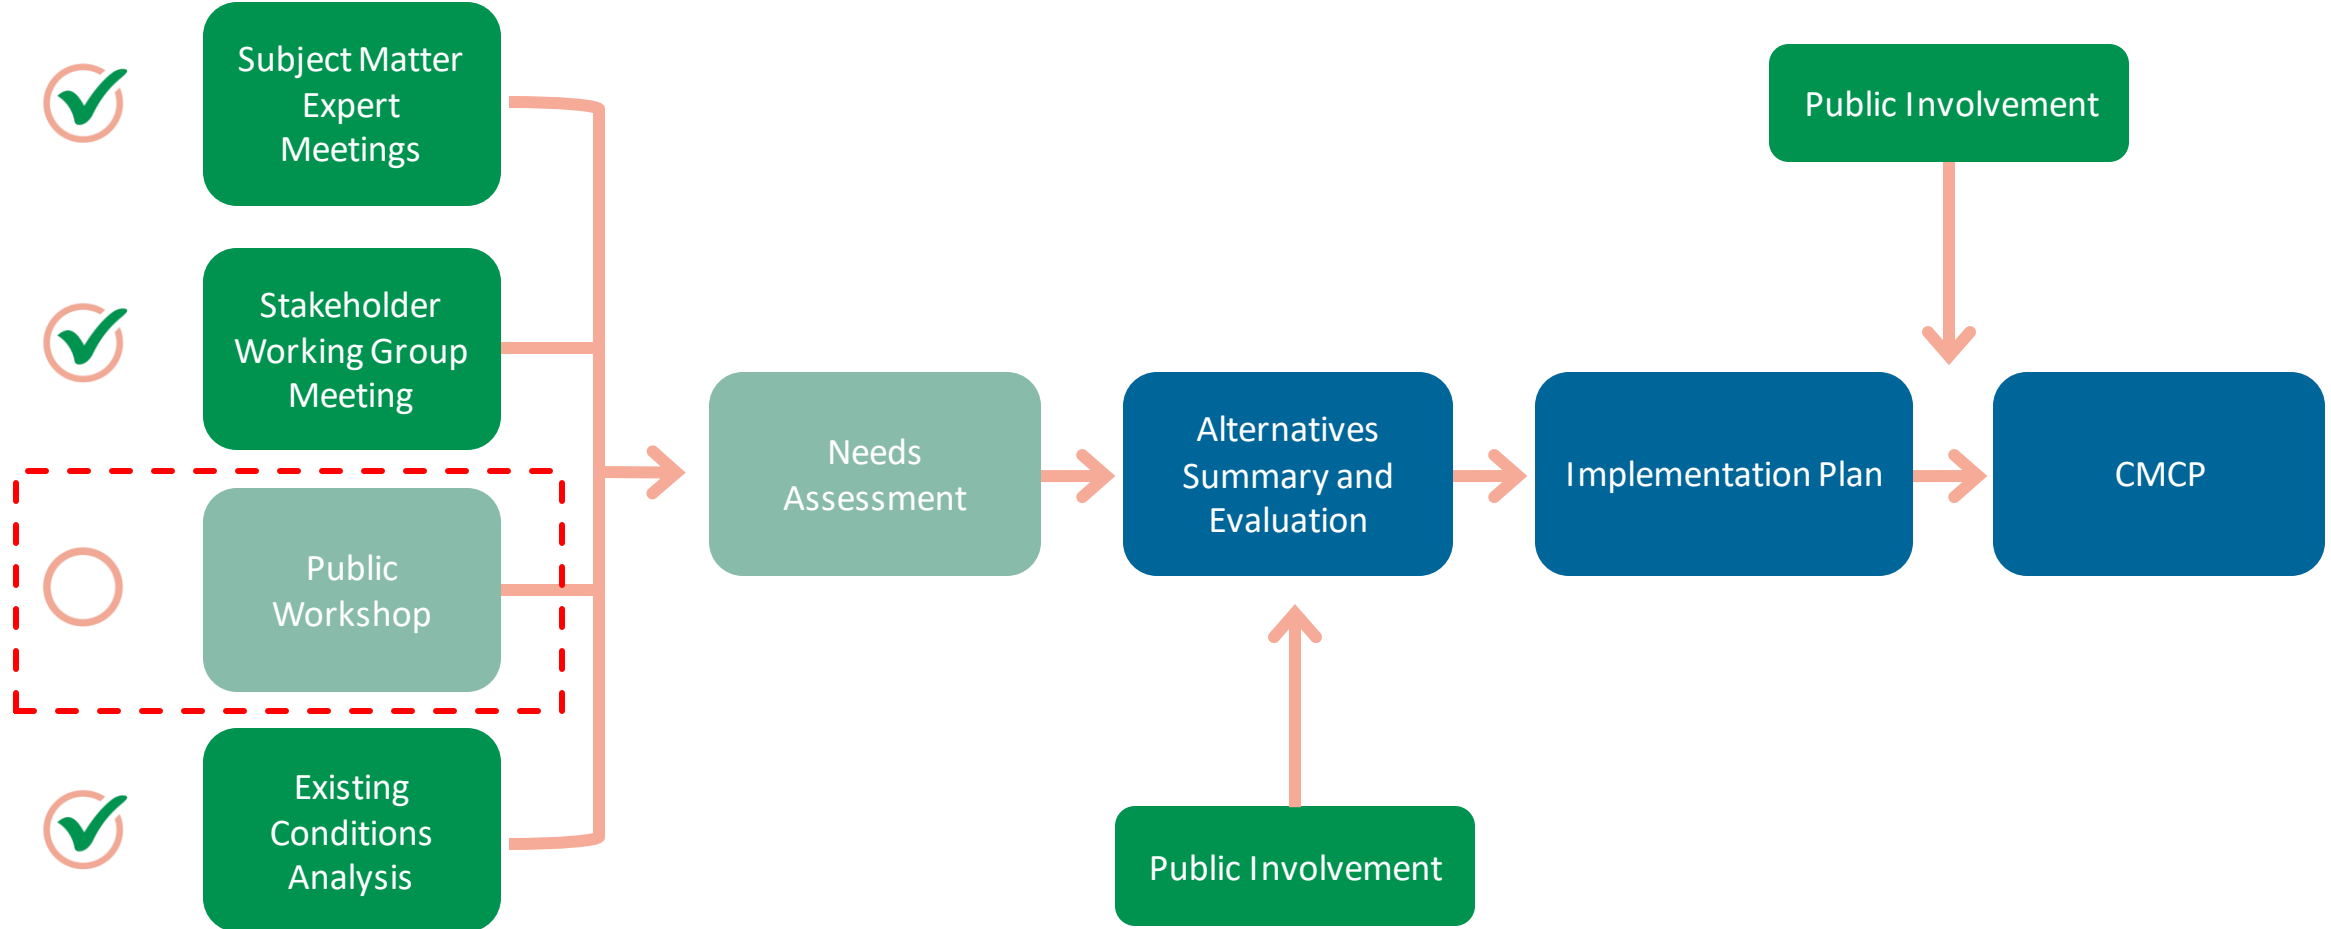 Subject Matter
Expert
Meetings
Stakeholder
Working Group
Meeting
Public
Workshop
Existing
Conditions
Analysis
Needs
Assessment
Alternatives
Summary and
Evaluation
Public Involvement
Implementation Plan
Public Involvement
CMCP